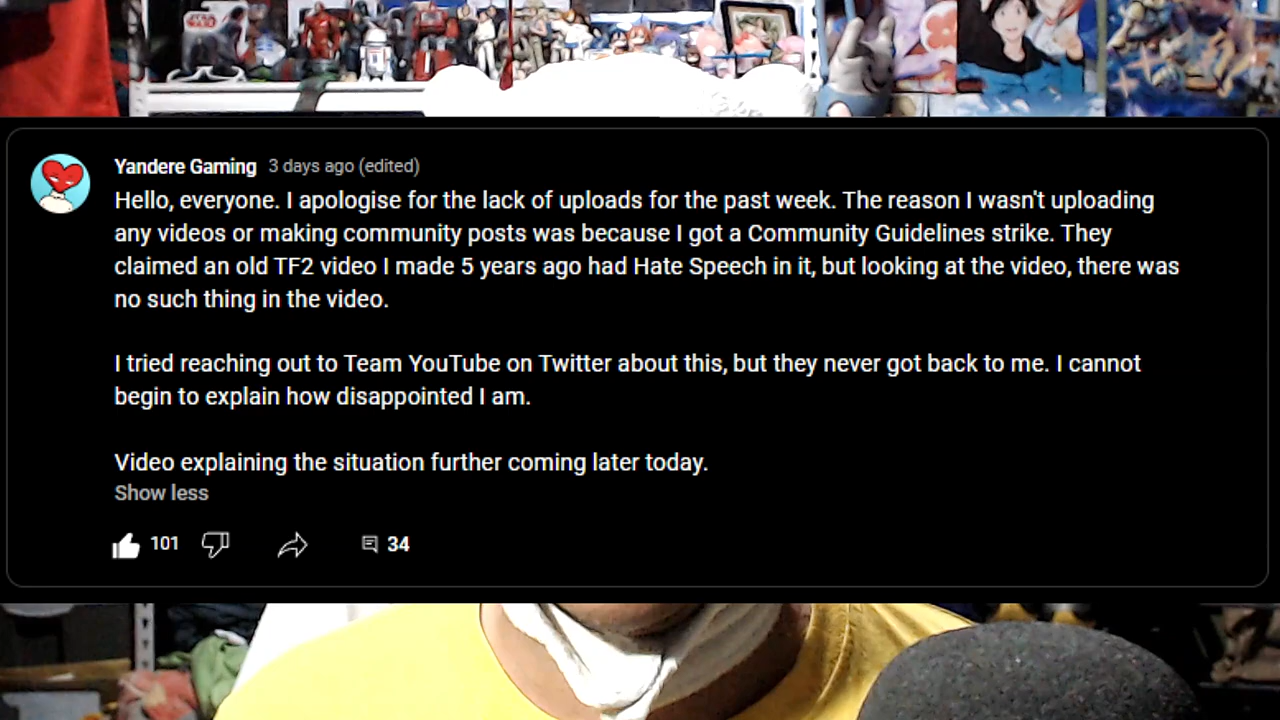 STAR WARS
Yandere Gaming 3 days ago (edited)
Hello, everyone. I apologise for the lack of uploads for the past week. The reason I wasn't uploading
any videos or making community posts was because I got a Community Guidelines strike. They
claimed an old TF2 video I made 5 years ago had Hate Speech in it, but looking at the video, there was
no such thing in the video.
I tried reaching out to Team YouTube on Twitter about this, but they never got back to me. I cannot
begin to explain how disappointed I am.
Video explaining the situation further coming later today.
Show less
101 34